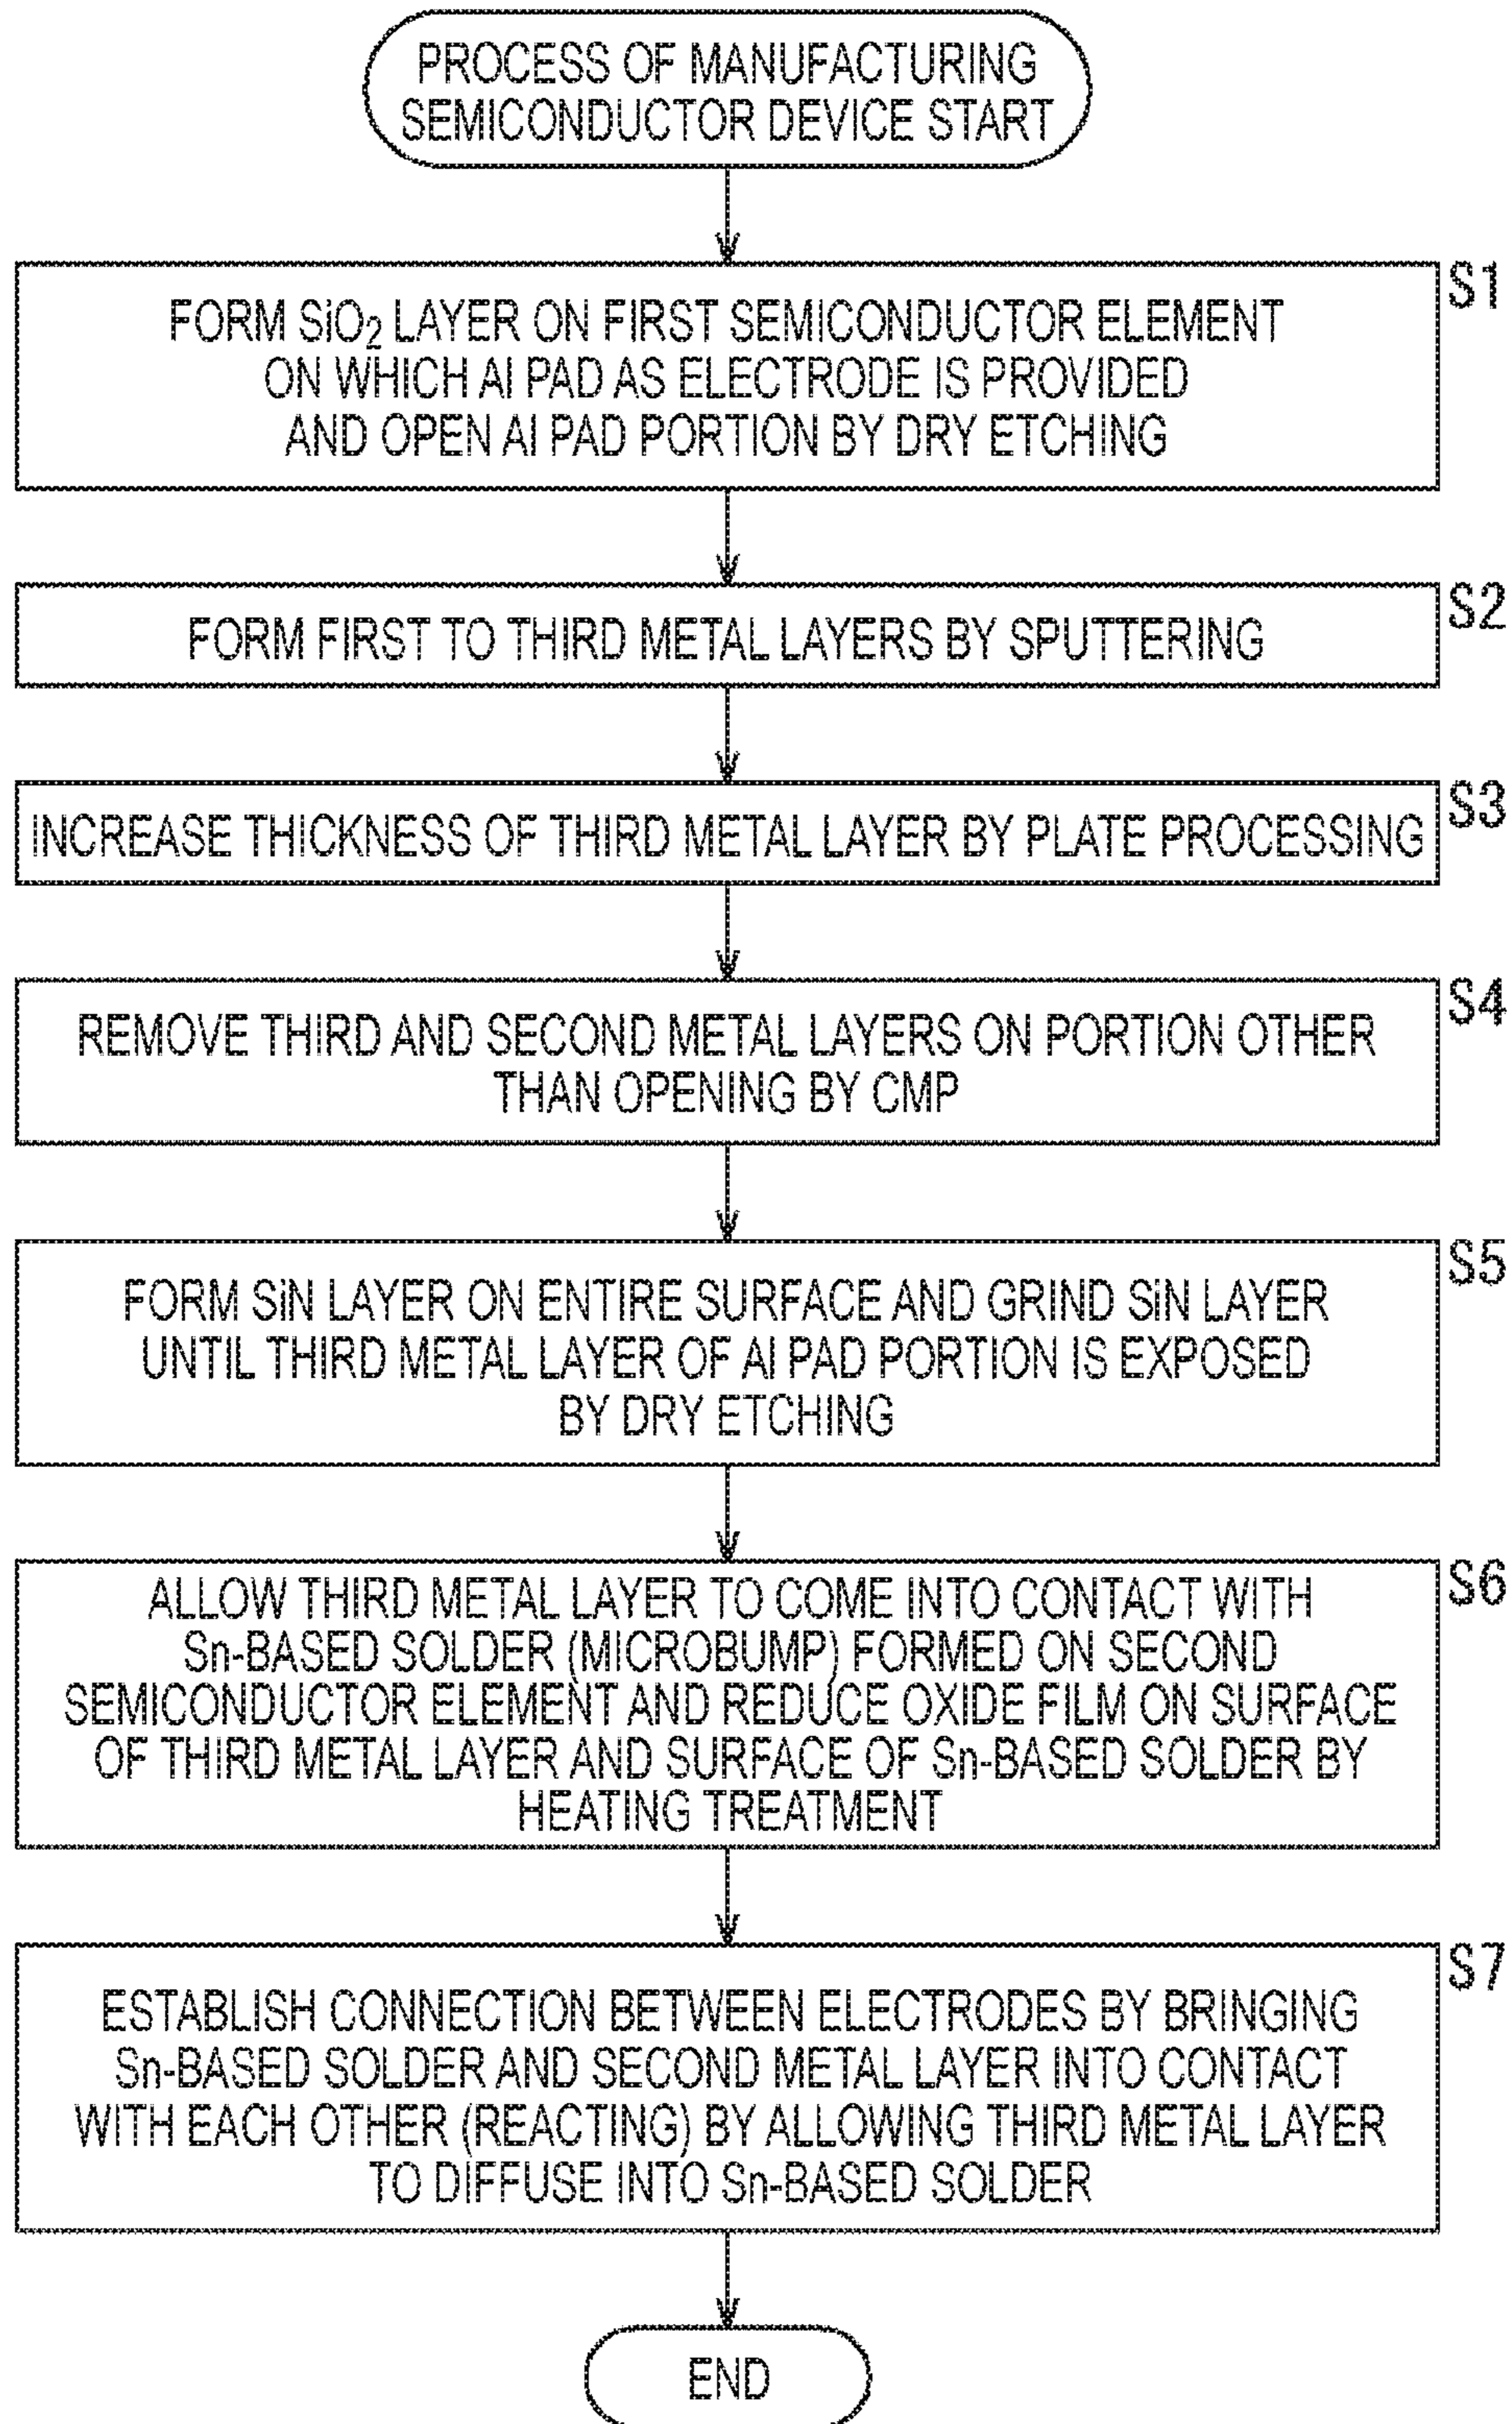 PROCESS OF MANUFACTURING
SEMICONDUCTOR DEVICE START
S1
FORM SiO₂ LAYER ON FIRST SEMICONDUCTOR ELEMENT
ON WHICH Al PAD AS ELECTRODE IS PROVIDED
AND OPEN Al PAD PORTION BY DRY ETCHING
S2
FORM FIRST TO THIRD METAL LAYERS BY SPUTTERING
S3
INCREASE THICKNESS OF THIRD METAL LAYER BY PLATE PROCESSING
S4
REMOVE THIRD AND SECOND METAL LAYERS ON PORTION OTHER
THAN OPENING BY CMP
S5
FORM SiN LAYER ON ENTIRE SURFACE AND GRIND SiN LAYER
UNTIL THIRD METAL LAYER OF Al PAD PORTION IS EXPOSED
BY DRY ETCHING
S6
ALLOW THIRD METAL LAYER TO COME INTO CONTACT WITH
Sn-BASED SOLDER (MICROBUMP) FORMED ON SECOND
SEMICONDUCTOR ELEMENT AND REDUCE OXIDE FILM ON SURFACE
OF THIRD METAL LAYER AND SURFACE OF Sn-BASED SOLDER BY
HEATING TREATMENT
S7
ESTABLISH CONNECTION BETWEEN ELECTRODES BY BRINGING
Sn-BASED SOLDER AND SECOND METAL LAYER INTO CONTACT
WITH EACH OTHER (REACTING) BY ALLOWING THIRD METAL LAYER
TO DIFFUSE INTO Sn-BASED SOLDER
END